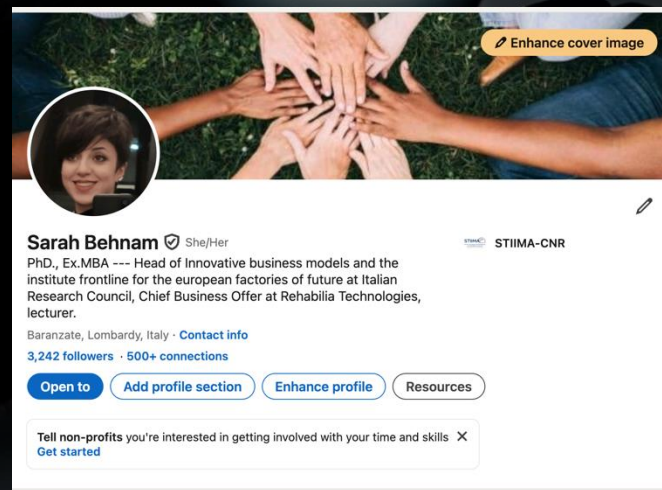 Enhance cover image
Sarah Behnam She/Her
STIIMA-CNR
PhD., Ex.MBA --- Head of Innovative business models and the
institute frontline for the european factories of future at Italian
Research Council, Chief Business Offer at Rehabilia Technologies,
lecturer.
Baranzate, Lombardy, Italy · Contact info
3,242 followers · 500+ connections
Open to Add profile section Enhance profile Resources
Tell non-profits you're interested in getting involved with your time and skills
Get started